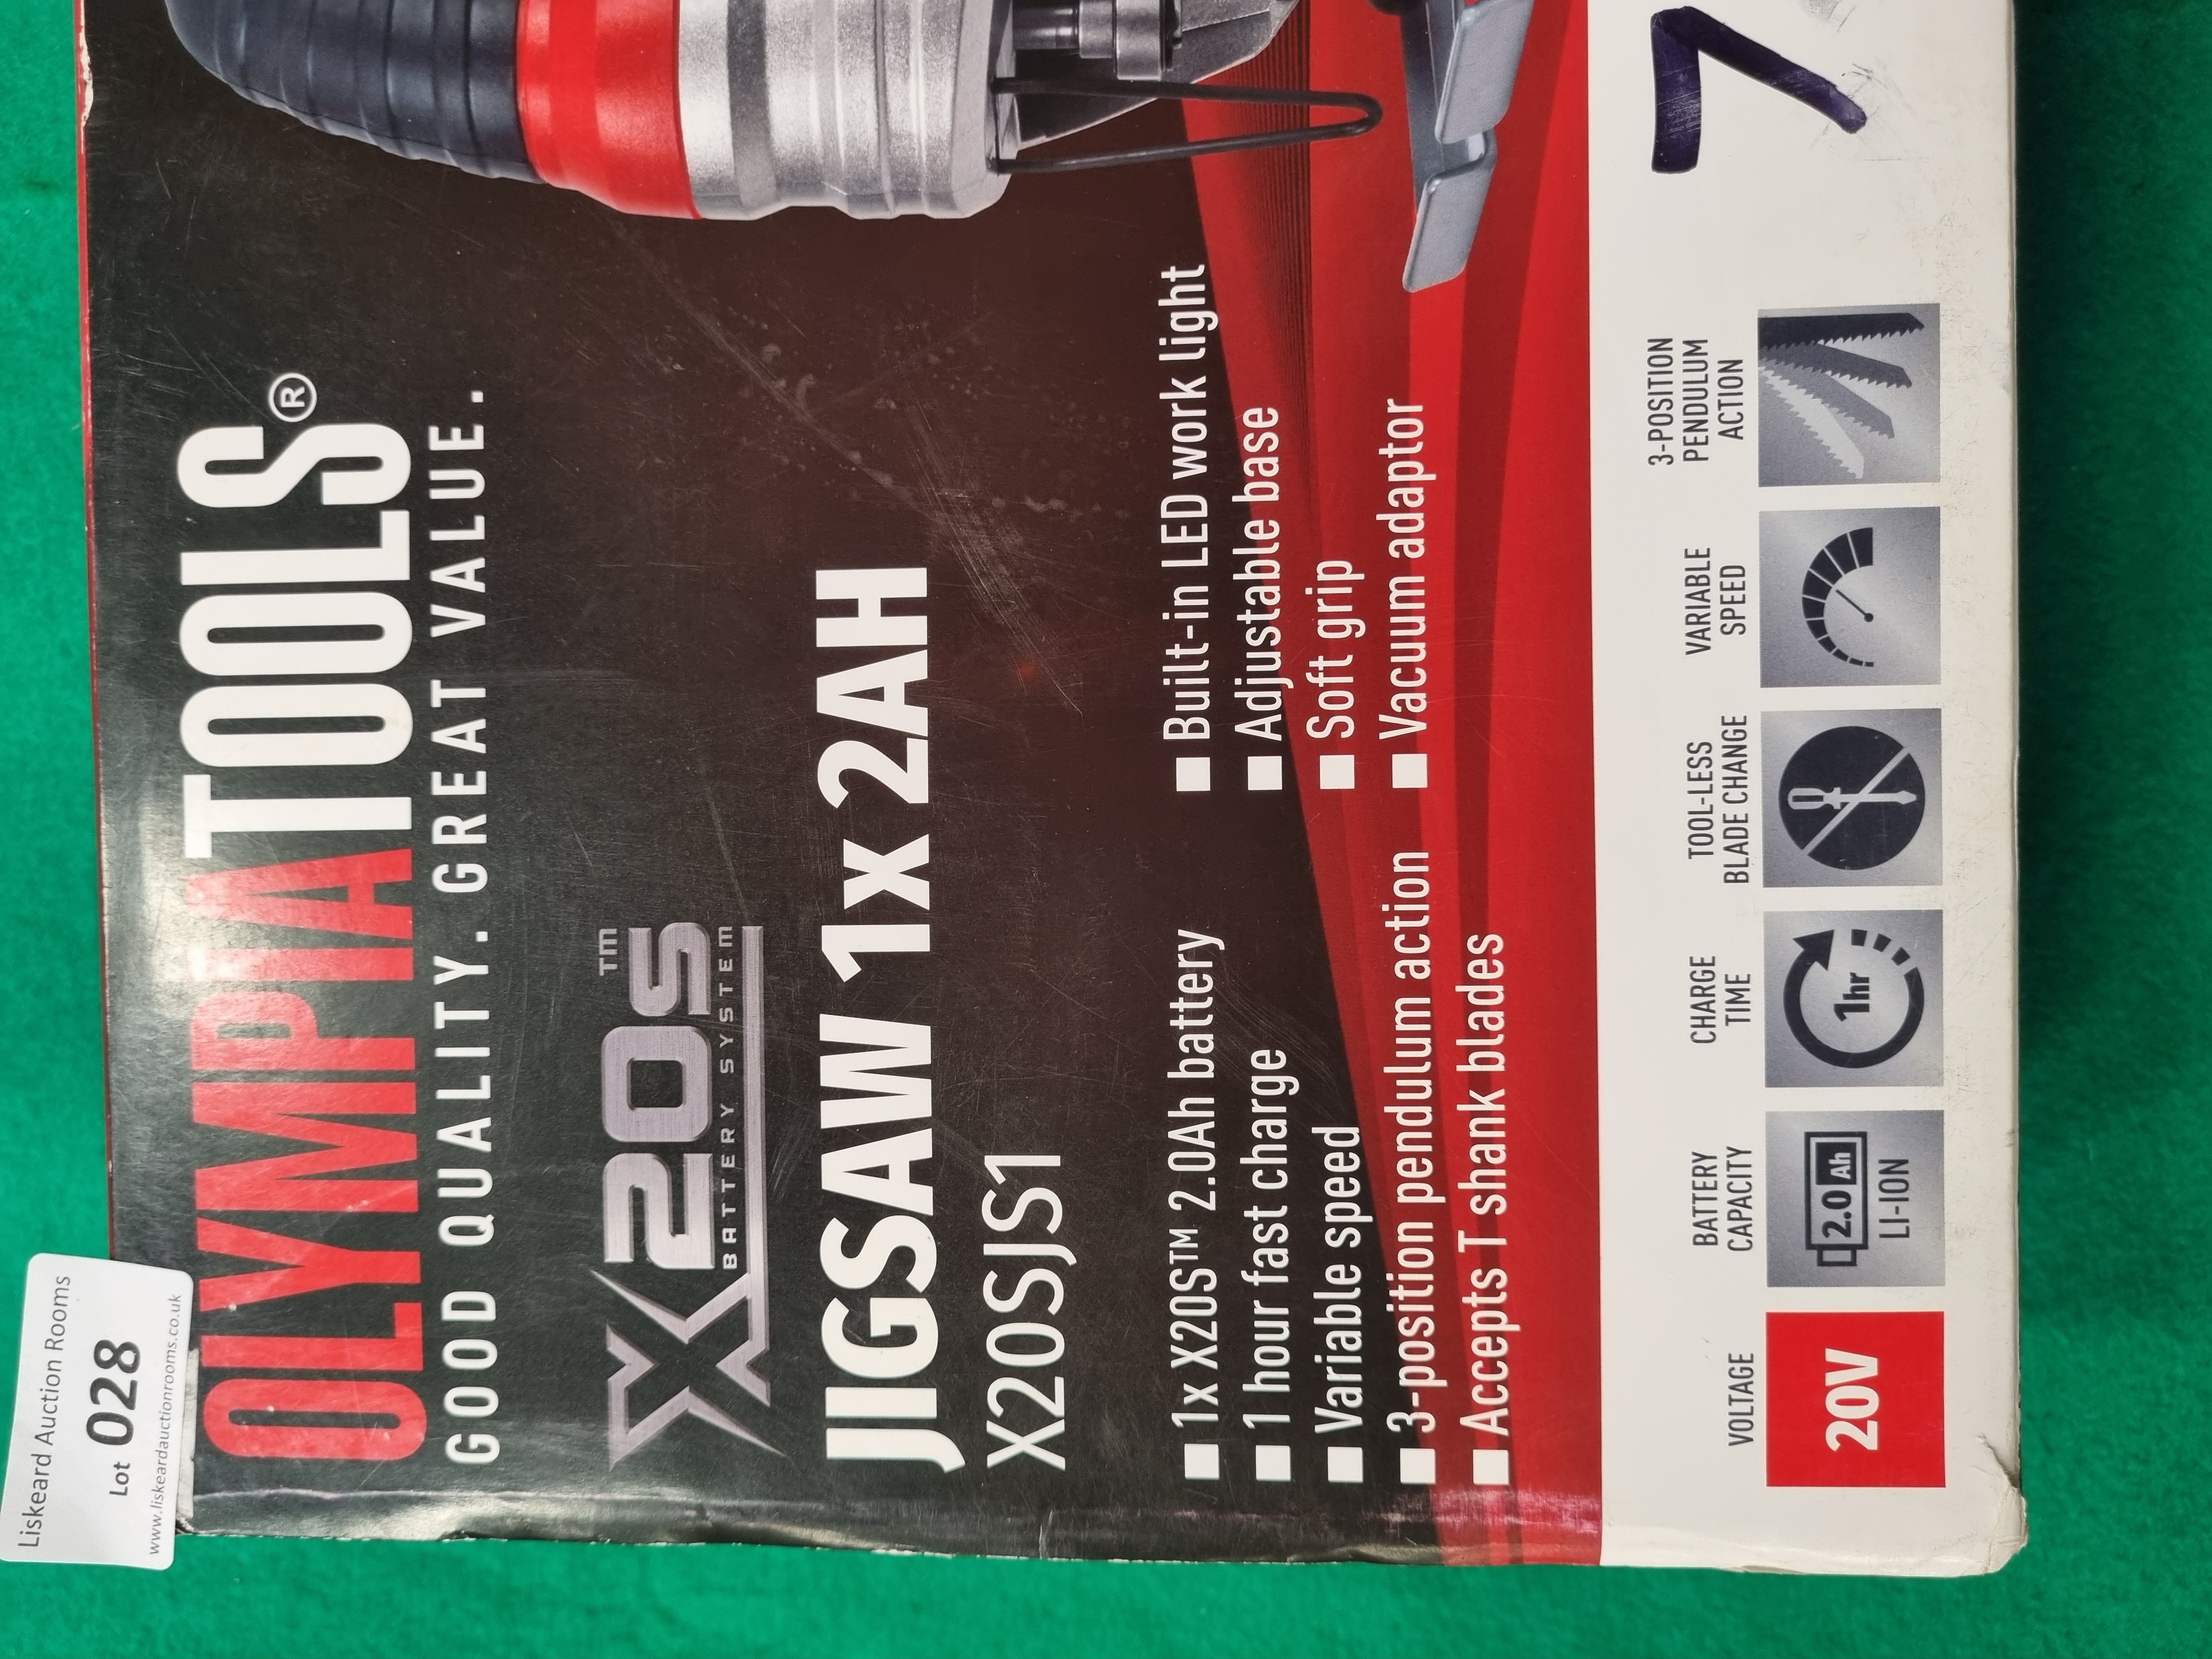 Liskeard Auction Rooms
Lot 028
www.liskeardauctionrooms.co.uk
OLYMPIA TOOLS®
GOOD QUALITY. GREAT VALUE.
X20S™
BATTERY SYSTEM
JIGSAW 1x 2AH
X20SJS1
■ 1x X20S™ 2.0Ah battery
■ 1 hour fast charge
■ Variable speed
■ 3-position pendulum action
■ Accepts T shank blades
■ Built-in LED work light
■ Adjustable base
■ Soft grip
■ Vacuum adaptor
VOLTAGE
20V
BATTERY
CAPACITY
2.0 Ah
LI-ION
CHARGE
TIME
1hr
TOOL-LESS
BLADE CHANGE
VARIABLE
SPEED
3-POSITION
PENDULUM
ACTION
7